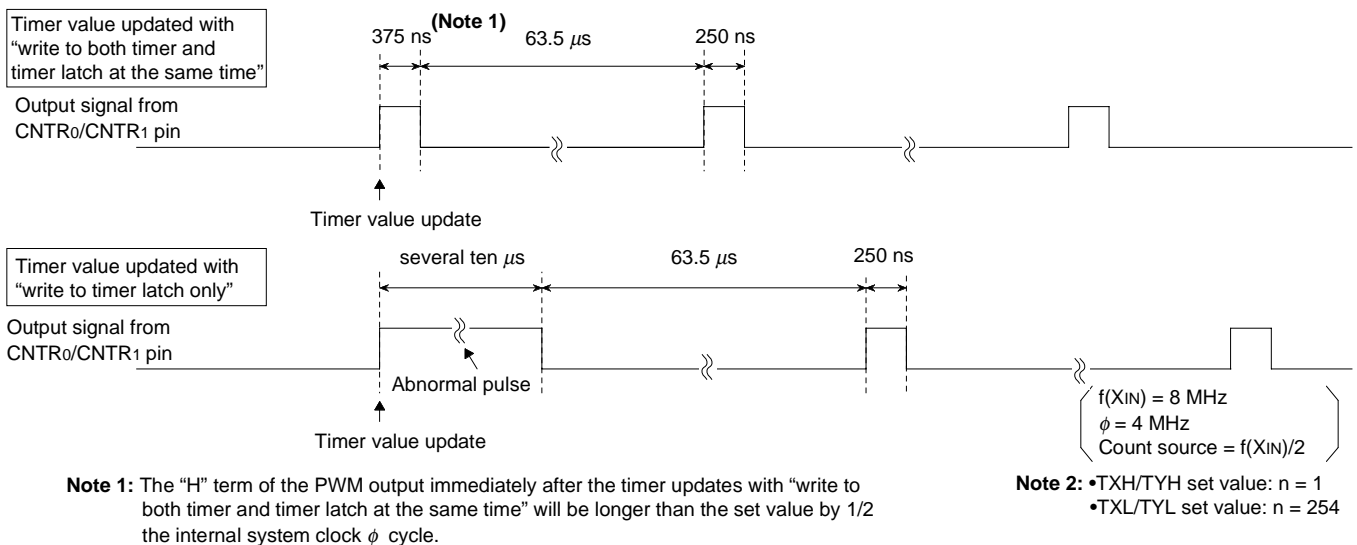 Timer value updated with
“write to both timer and
timer latch at the same time”
(Note 1)
375 ns
63.5 μs
250 ns
Output signal from
CNTR0/CNTR1 pin
Timer value update
Timer value updated with
“write to timer latch only”
several ten μs
63.5 μs
250 ns
Output signal from
CNTR0/CNTR1 pin
Abnormal pulse
Timer value update
f(XIN) = 8 MHz
ϕ = 4 MHz
Count source = f(XIN)/2
Note 1: The “H” term of the PWM output immediately after the timer updates with “write to
both timer and timer latch at the same time” will be longer than the set value by 1/2
the internal system clock ϕ cycle.
Note 2: •TXH/TYH set value: n = 1
•TXL/TYL set value: n = 254